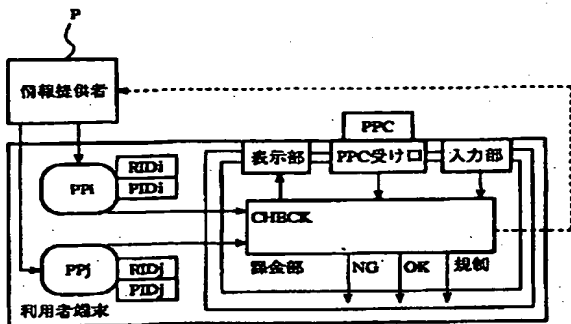 P
情報提供者
PPC
表示部
PPC受け口
入力部
RIDi
PPi
PIDi
CHECK
RIDj
PPj
PIDj
課金部
NG
OK
規制
利用者端末